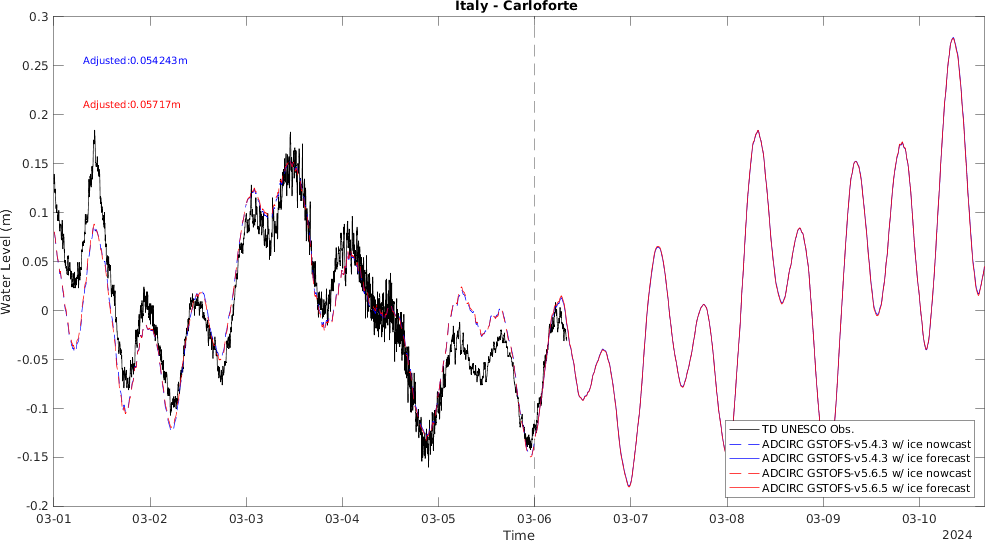 Italy - Carloforte
Adjusted:0.054243m
Adjusted:0.05717m
Water Level (m)
0.3
0.25
0.2
0.15
0.1
0.05
0
-0.05
-0.1
-0.15
-0.2
TD UNESCO Obs.
ADCIRC GSTOFS-v5.4.3 w/ ice nowcast
ADCIRC GSTOFS-v5.4.3 w/ ice forecast
ADCIRC GSTOFS-v5.6.5 w/ ice nowcast
ADCIRC GSTOFS-v5.6.5 w/ ice forecast
03-01 03-02 03-03 03-04 03-05 03-06 03-07 03-08 03-09 03-10
Time
2024